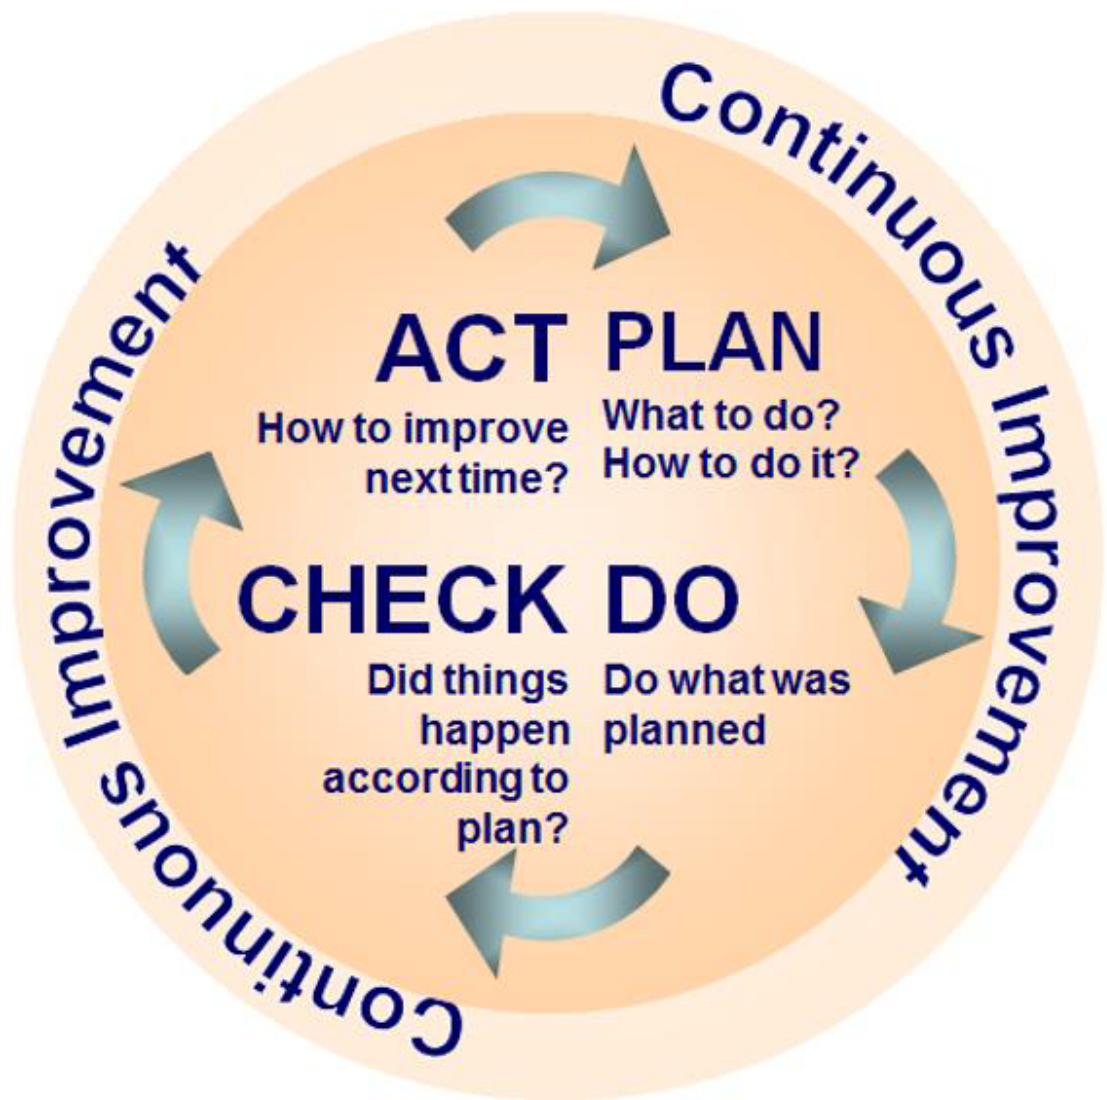 Continuous Improvement
ACT
How to improve
next time?
PLAN
What to do?
How to do it?
CHECK
Did things
happen
according to
plan?
DO
Do what was
planned
Continuous Improvement